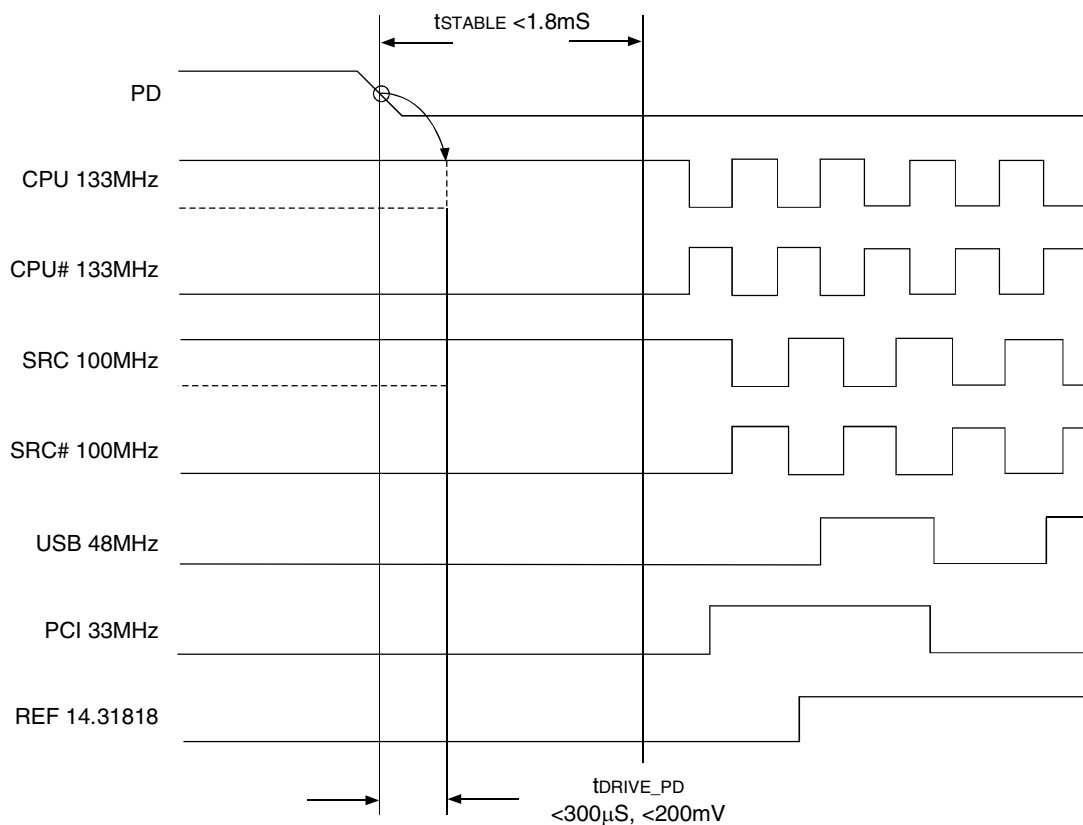 tSTABLE <1.8mS
PD
CPU 133MHz
CPU# 133MHz
SRC 100MHz
SRC# 100MHz
USB 48MHz
PCI 33MHz
REF 14.31818
tDRIVE_PD
<300μS, <200mV